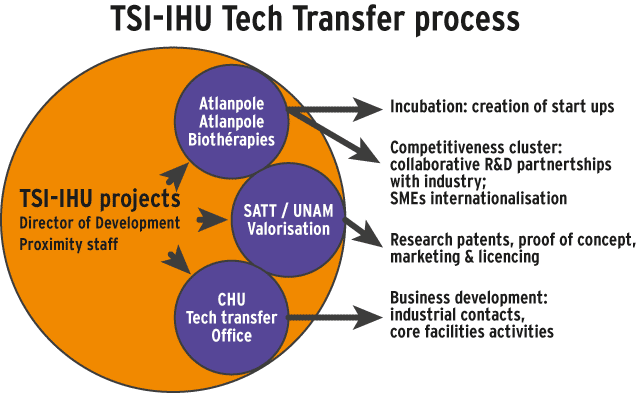 TSI-IHU Tech Transfer process
Atlanpole
Atlanpole
Biothérapies
TSI-IHU projects
Director of Development
Proximity staff
SATT / UNAM
Valorisation
CHU
Tech transfer
Office
Incubation: creation of start ups
Competitiveness cluster:
collaborative R&D partnertships
with industry;
SMEs internationalisation
Research patents, proof of concept,
marketing & licencing
Business development:
industrial contacts,
core facilities activities